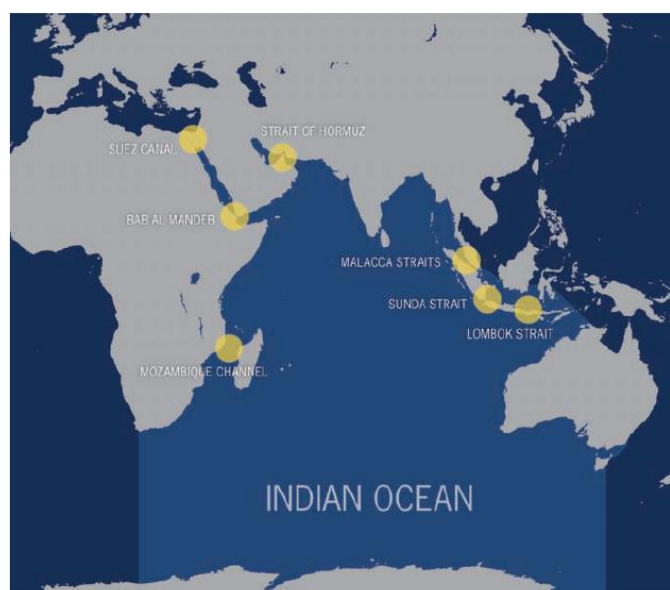 STRAIT OF HORMUZ
SUEZ CANAL
BAB AL MANDEB
MALACCA STRAITS
SUNDA STRAIT
LOMBOK STRAIT
MOZAMBIQUE CHANNEL
INDIAN OCEAN